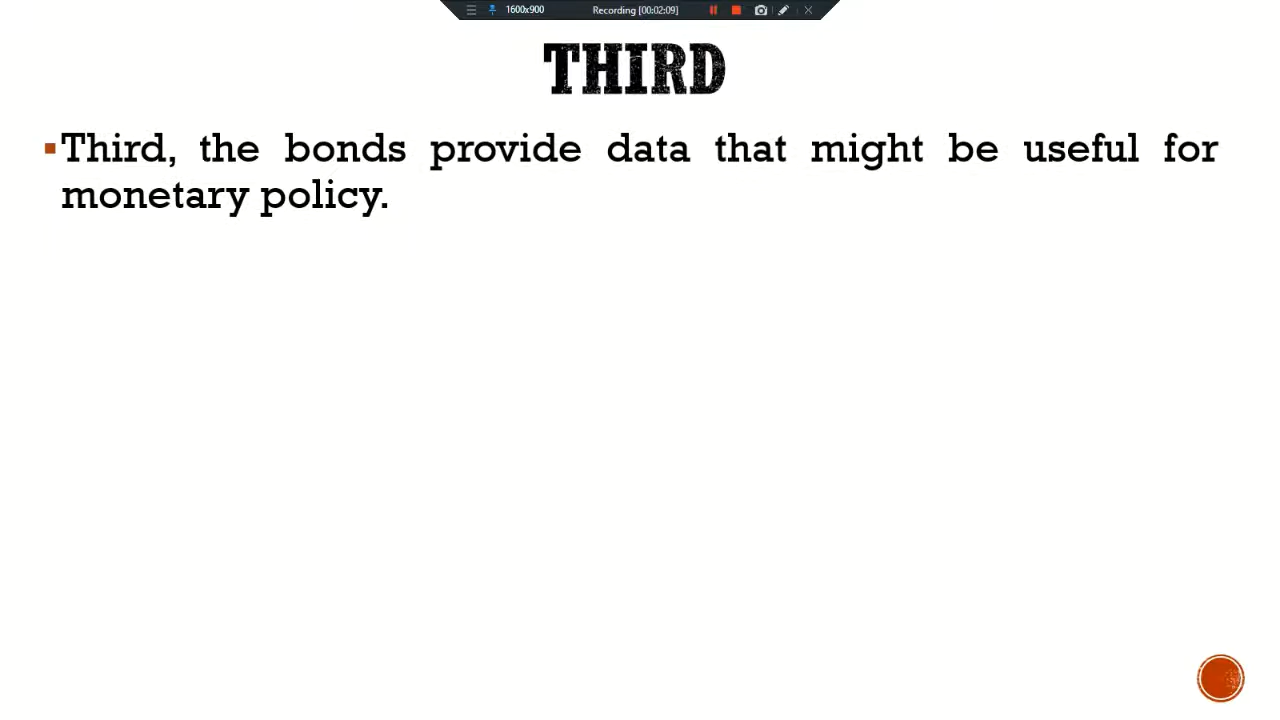 1600x900 Recording [00:02:09]
THIRD
Third, the bonds provide data that might be useful for
monetary policy.